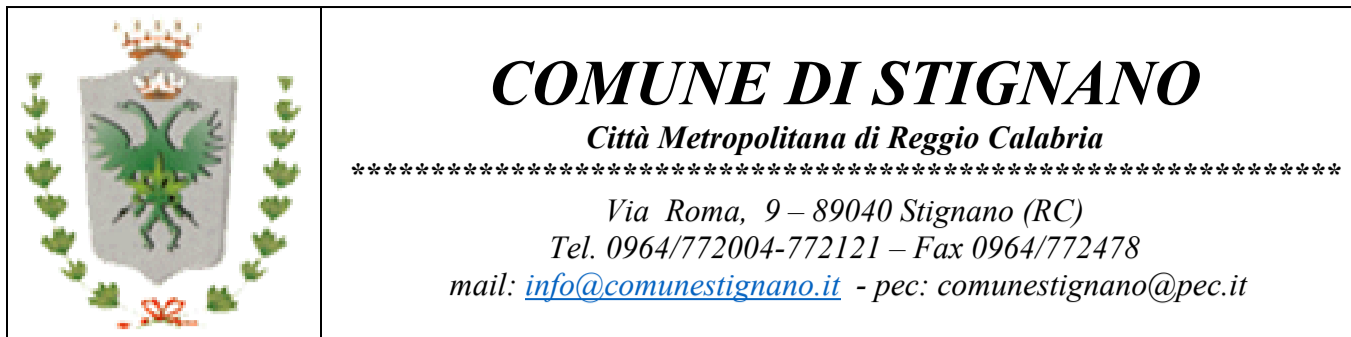 COMUNE DI STIGNANO
Città Metropolitana di Reggio Calabria
**************************************************************
Via Roma, 9 – 89040 Stignano (RC)
Tel. 0964/772004-772121 – Fax 0964/772478
mail: info@comunestignano.it - pec: comunestignano@pec.it